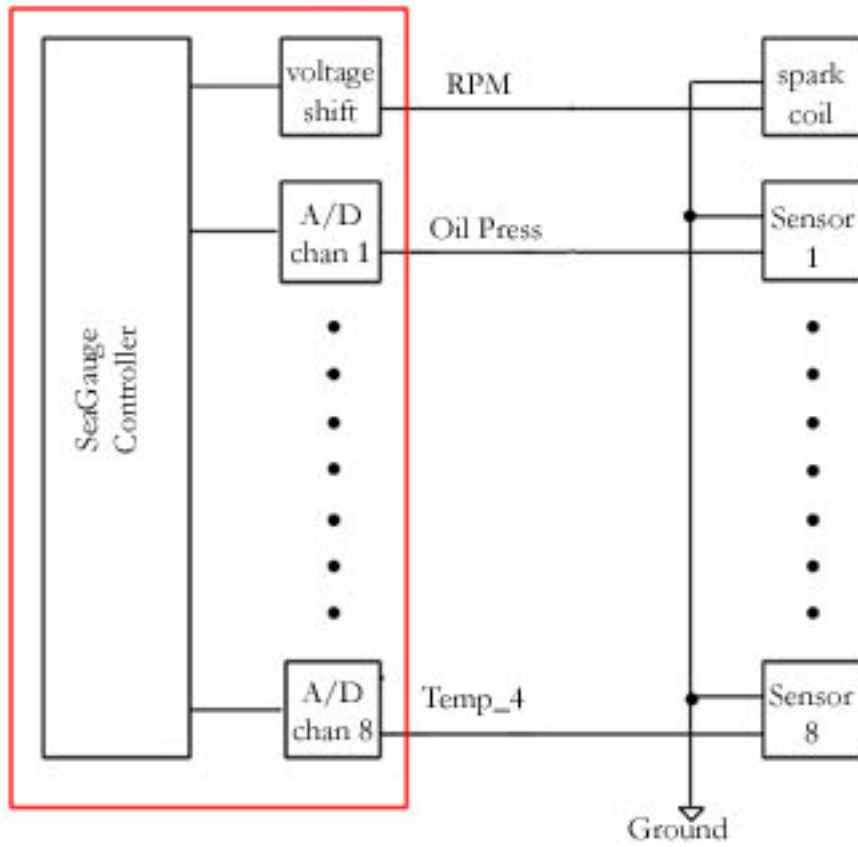 voltage
shift
RPM
spark
coil
A/D
chan 1
Oil Press
Sensor
1
SeaGauge
Controller
A/D
chan 8
Temp_4
Sensor
8
Ground